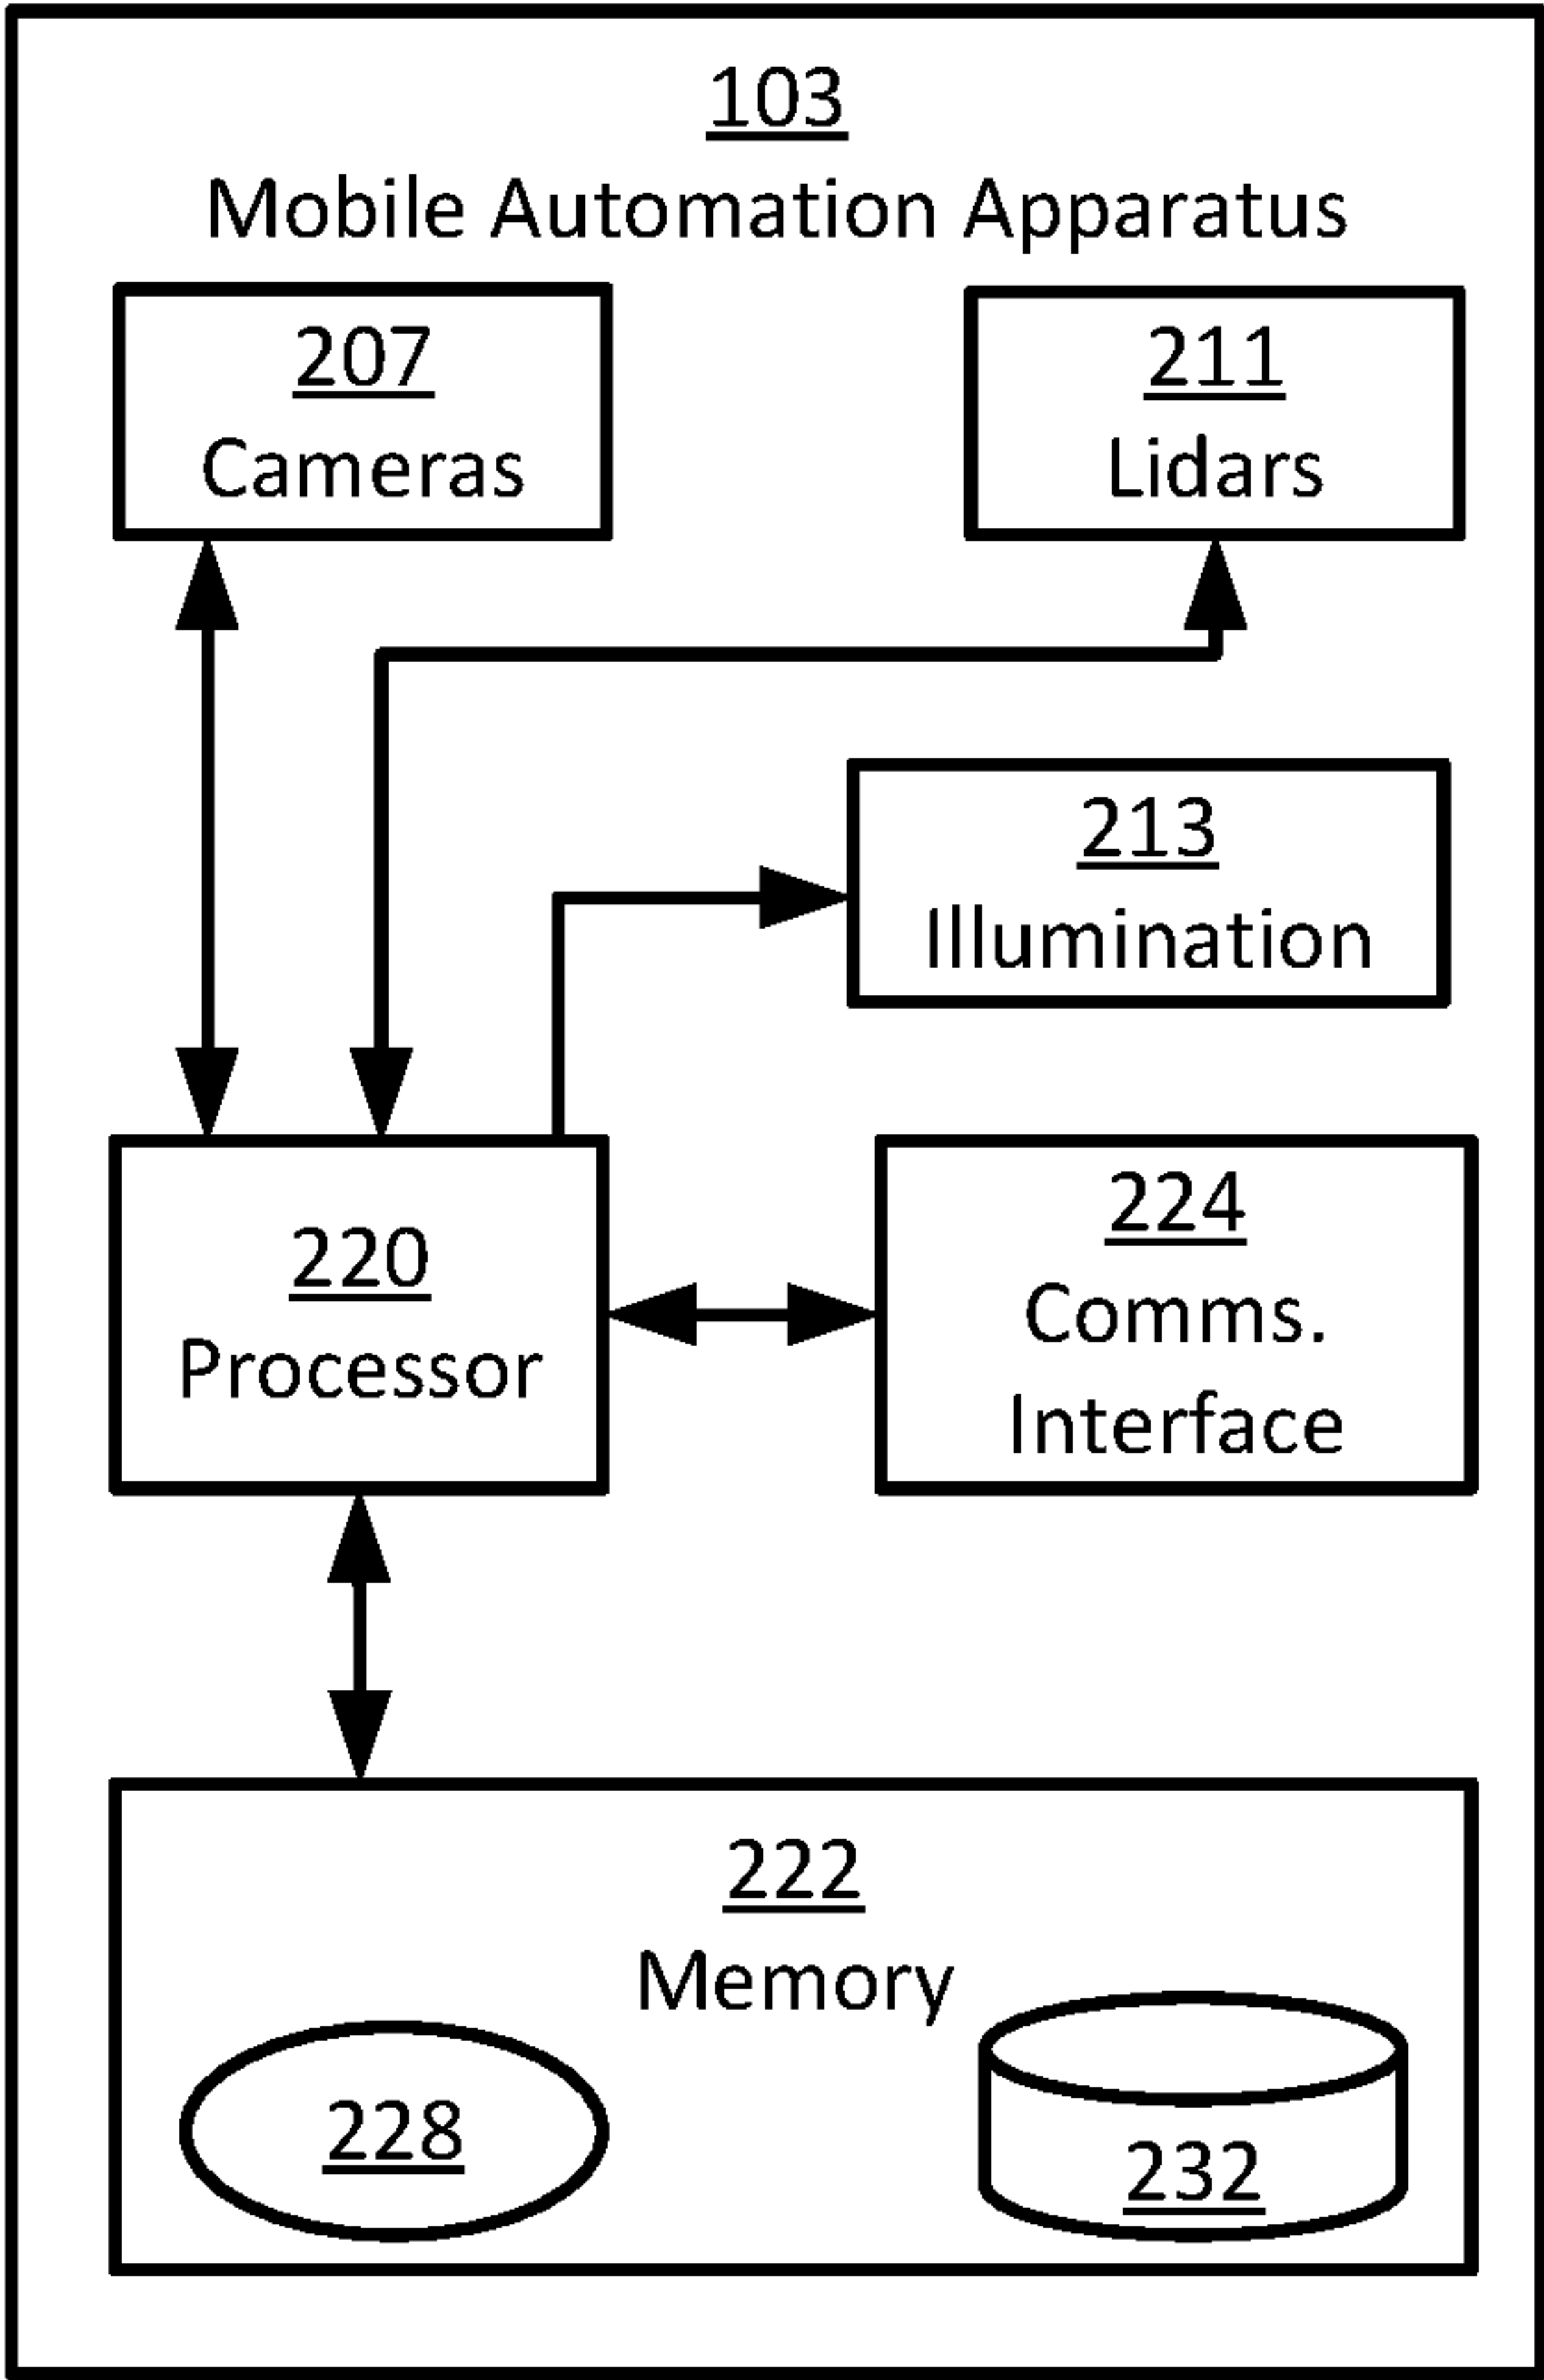 103
Mobile Automation Apparatus
207
Cameras
211
Lidars
213
Illumination
220
Processor
224
Comms.
Interface
222
Memory
228
232